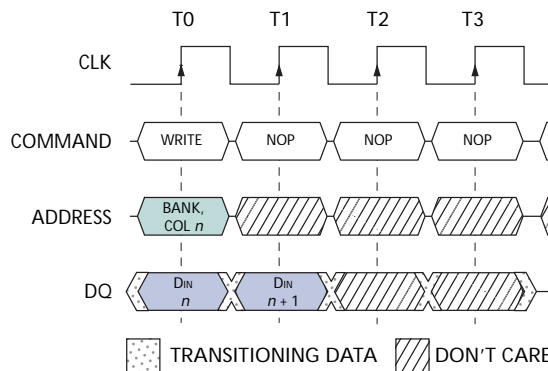 T0 T1 T2 T3
CLK
COMMAND WRITE NOP NOP NOP
ADDRESS BANK,
COL n
DQ DIN
n
DIN
n + 1
TRANSITIONING DATA DON'T CARE